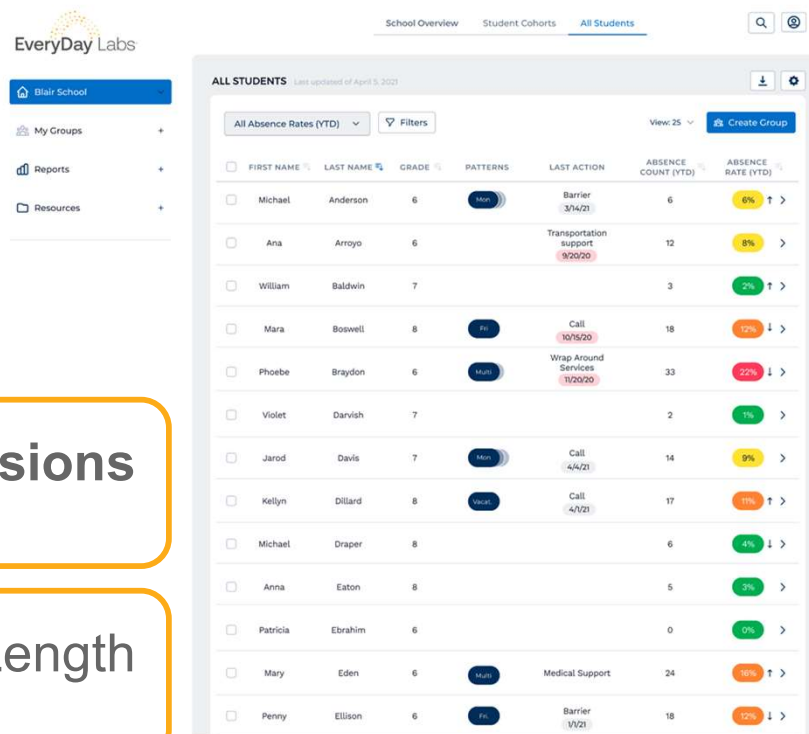 School Overview Student Cohorts All Students
EveryDay Labs
ALL STUDENTS Last updated of April 5, 2021
Blair School
My Groups +
Reports +
Resources +
All Absence Rates (YTD) Filters View: 25 Create Group
FIRST NAME LAST NAME GRADE PATTERNS LAST ACTION ABSENCE COUNT (YTD) ABSENCE RATE (YTD)
Michael Anderson 6 Mon Barrier 3/14/21 6 6% ↑ >
Ana Arroyo 6 Transportation support 9/20/20 12 8% >
William Baldwin 7 3 2% ↑ >
Mara Boswell 8 Fri Call 10/15/20 18 12% ↓ >
Phoebe Braydon 6 Multi Wrap Around Services 11/20/20 33 22% ↓ >
Violet Darvish 7 2 1% >
Jarod Davis 7 Mon Call 4/4/21 14 9% >
Kellyn Dillard 8 Vacat. Call 4/1/21 17 11% ↑ >
Michael Draper 8 6 4% ↓ >
Anna Eaton 8 5 3% >
Patricia Ebrahim 6 0 0% >
Mary Eden 6 Multi Medical Support 24 16% ↑ >
Penny Ellison 6 Fri. Barrier 1/1/21 18 12% ↓ >
sions
ength